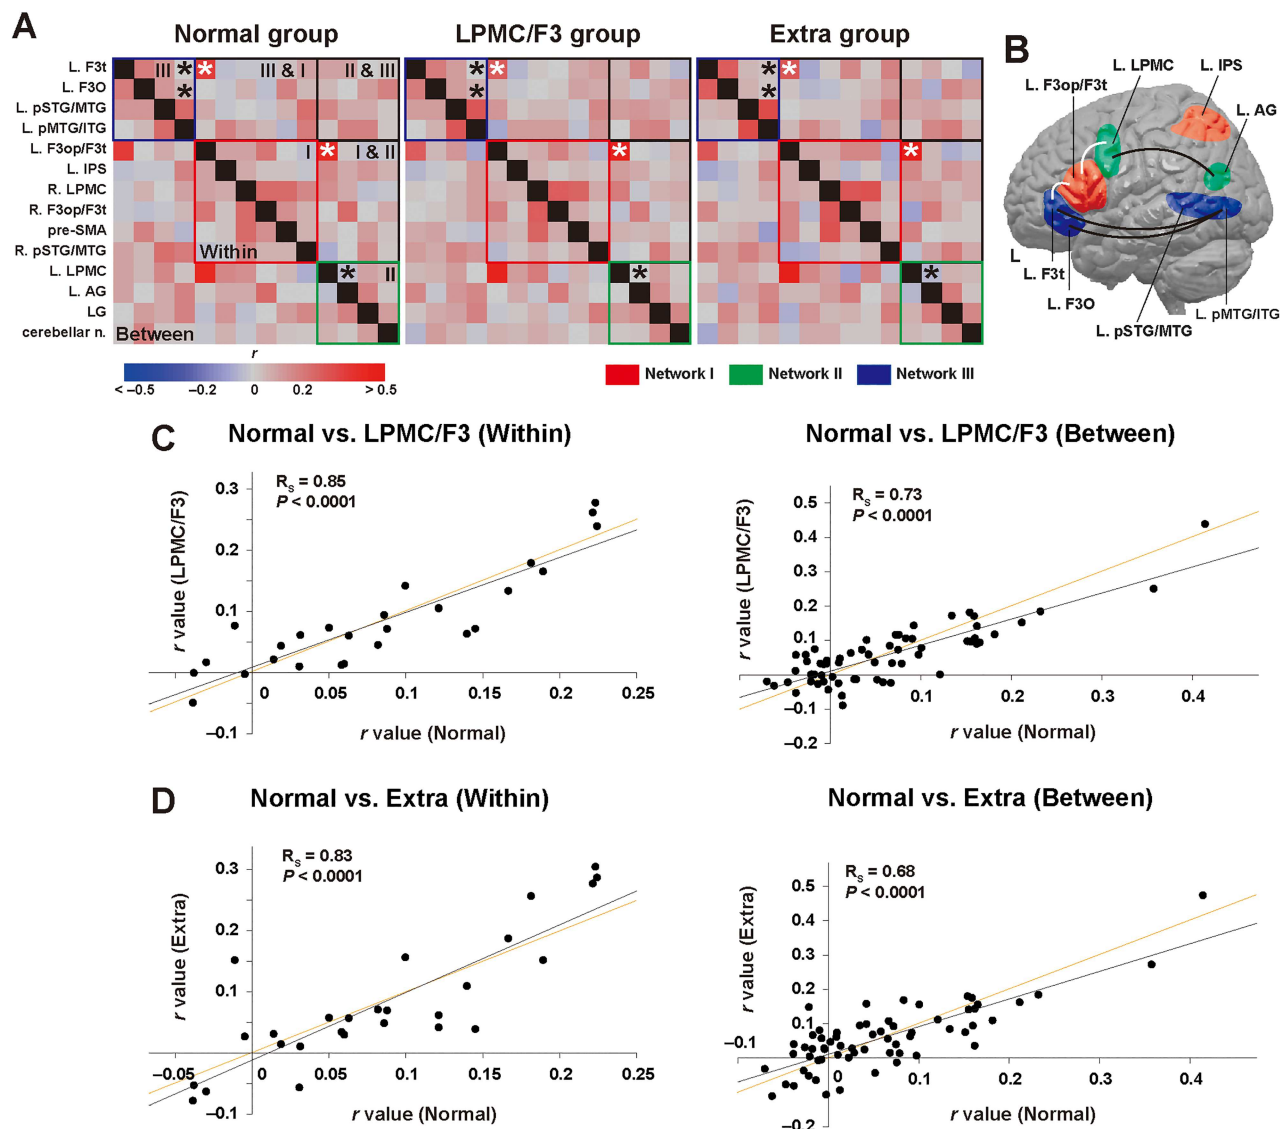 A
Normal group
LPMC/F3 group
Extra group
L. F3t
L. F3O
L. pSTG/MTG
L. pMTG/ITG
L. F3op/F3t
L. IPS
R. LPMC
R. F3op/F3t
pre-SMA
R. pSTG/MTG
L. LPMC
L. AG
LG
cerebellar n.
III * * III & I II & III
* * *
*
*
*
I * I & II
* *
Within
* II
* *
Between
r
< –0.5 –0.2 0 0.2 > 0.5
Network I
Network II
Network III
B
L. LPMC
L. IPS
L. F3op/F3t
L. AG
L
L. F3t
L. F3O
L. pSTG/MTG
L. pMTG/ITG
C
Normal vs. LPMC/F3 (Within)
RS = 0.85
P < 0.0001
r value (LPMC/F3)
0.3
0.2
0.1
–0.1
0 0.05 0.1 0.15 0.2 0.25
r value (Normal)
Normal vs. LPMC/F3 (Between)
RS = 0.73
P < 0.0001
r value (LPMC/F3)
0.5
0.4
0.3
0.2
0.1
–0.1
–0.2
0 0.1 0.2 0.3 0.4
r value (Normal)
D
Normal vs. Extra (Within)
RS = 0.83
P < 0.0001
r value (Extra)
0.3
0.2
0.1
–0.1
–0.05 0 0.05 0.1 0.15 0.2 0.25
r value (Normal)
Normal vs. Extra (Between)
RS = 0.68
P < 0.0001
r value (Extra)
0.5
0.4
0.3
0.2
0.1
–0.2
–0.1 0 0.1 0.2 0.4
r value (Normal)